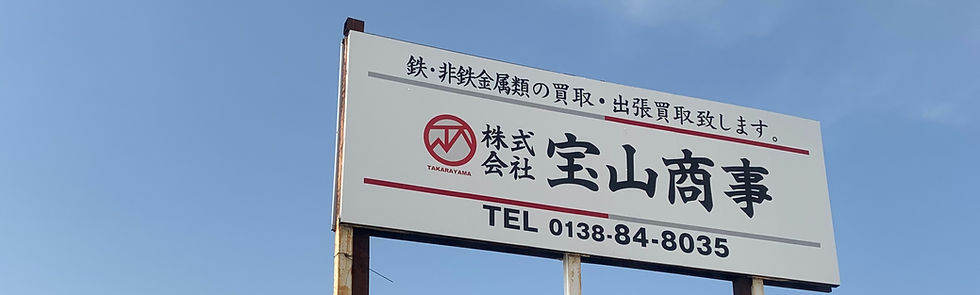 鉄・非鉄金属類の買取・出張買取致します。
TAKARAYAMA
株式会社 宝山商事
TEL 0138-84-8035